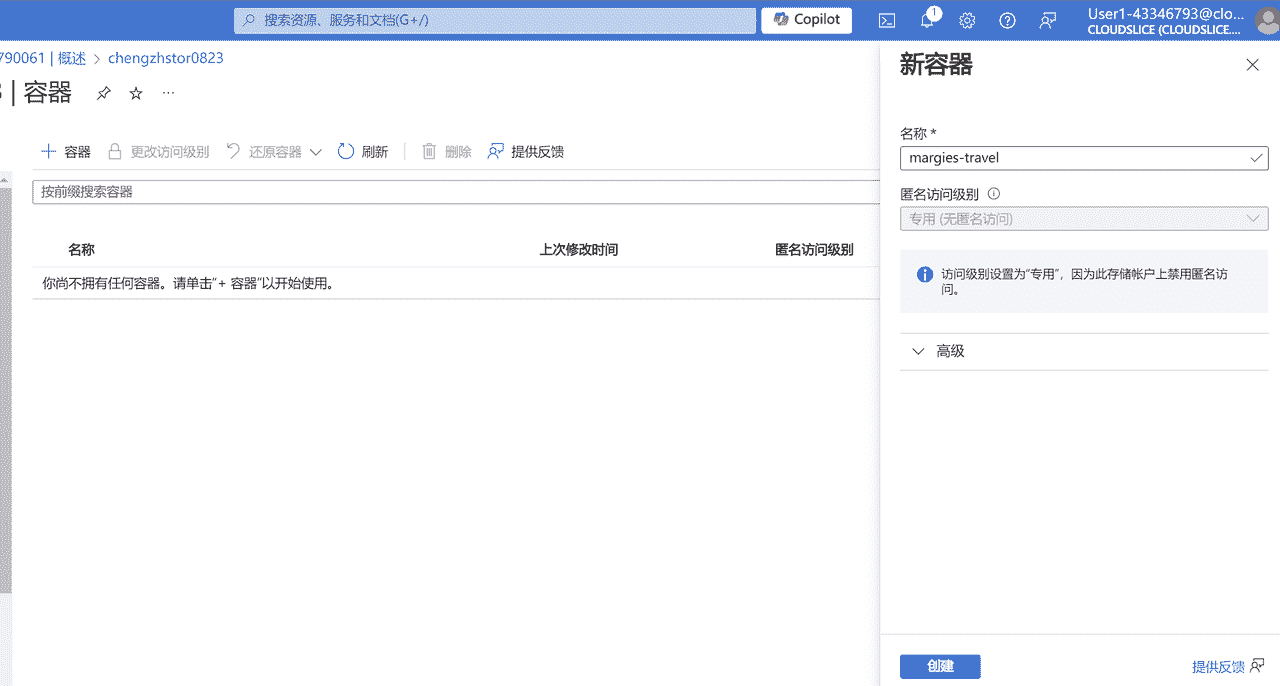 搜索资源、服务和文档(G+/)
Copilot
1
User1-43346793@clo...
CLOUDSLICE (CLOUDSLICE....
790061 | 概述 > chengzhstor0823
| 容器
容器
更改访问级别
还原容器
刷新
删除
提供反馈
按前缀搜索容器
名称 上次修改时间 匿名访问级别
你尚不拥有任何容器。请单击“+ 容器”以开始使用。
新容器
名称 *
margies-travel
匿名访问级别
专用 (无匿名访问)
访问级别设置为“专用”，因为此存储帐户上禁用匿名访
问。
高级
创建
提供反馈